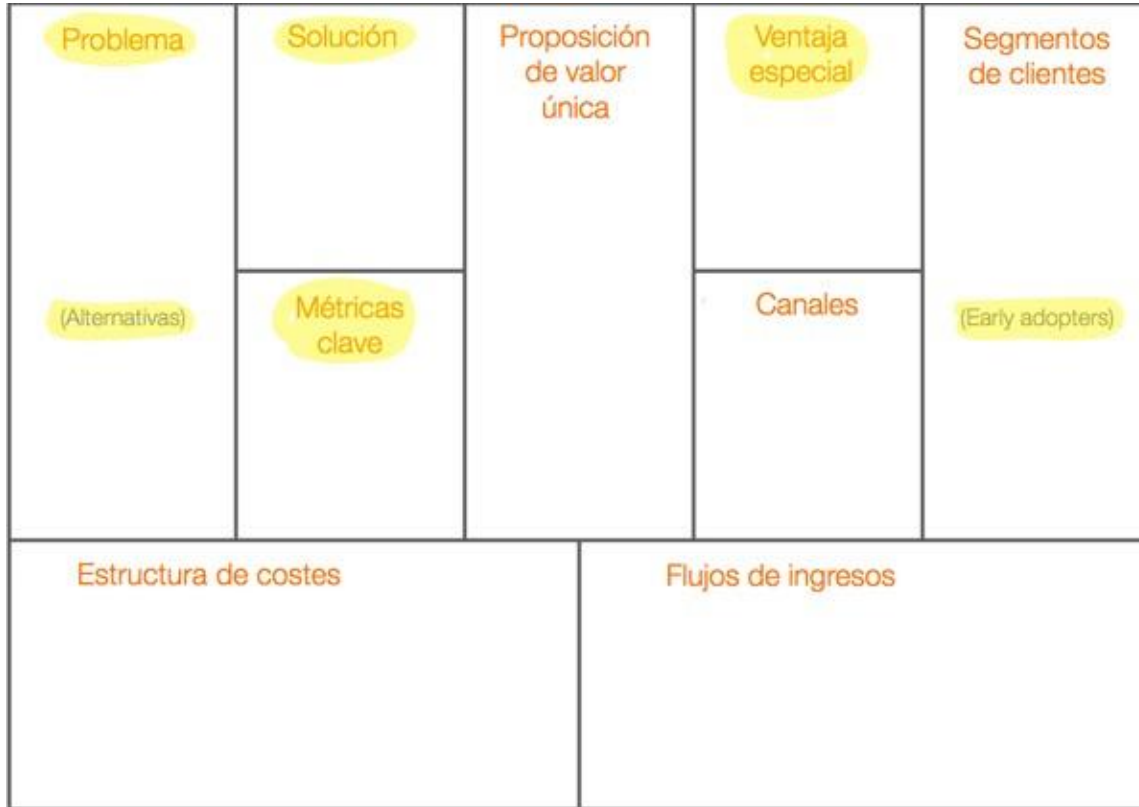 Problema
(Alternativas)
Solución
Métricas
clave
Proposición
de valor
única
Ventaja
especial
Canales
Segmentos
de clientes
(Early adopters)
Estructura de costes
Flujos de ingresos